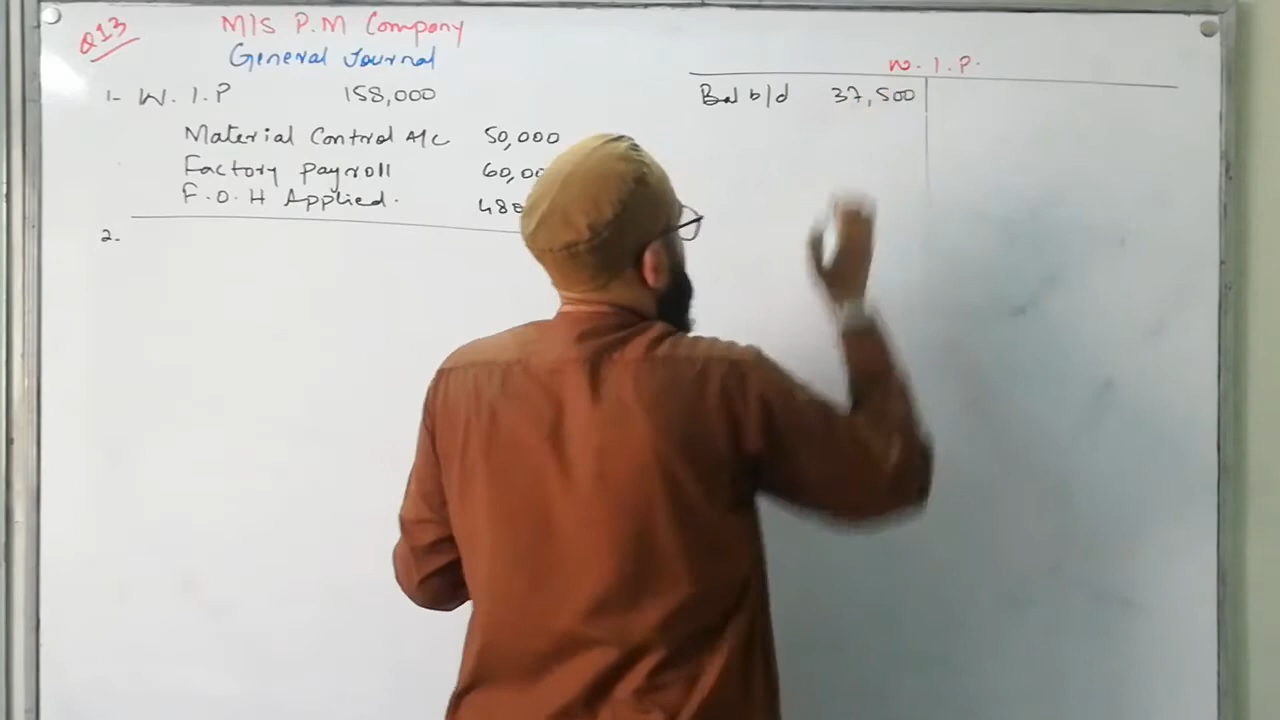 Q13
M/S P.M Company
General Journal
1- W.I.P 158,000
Material Control A/C 50,000
Factory payroll
F.O.H Applied.
2.
W.I.P.
Bal b/d 37,500